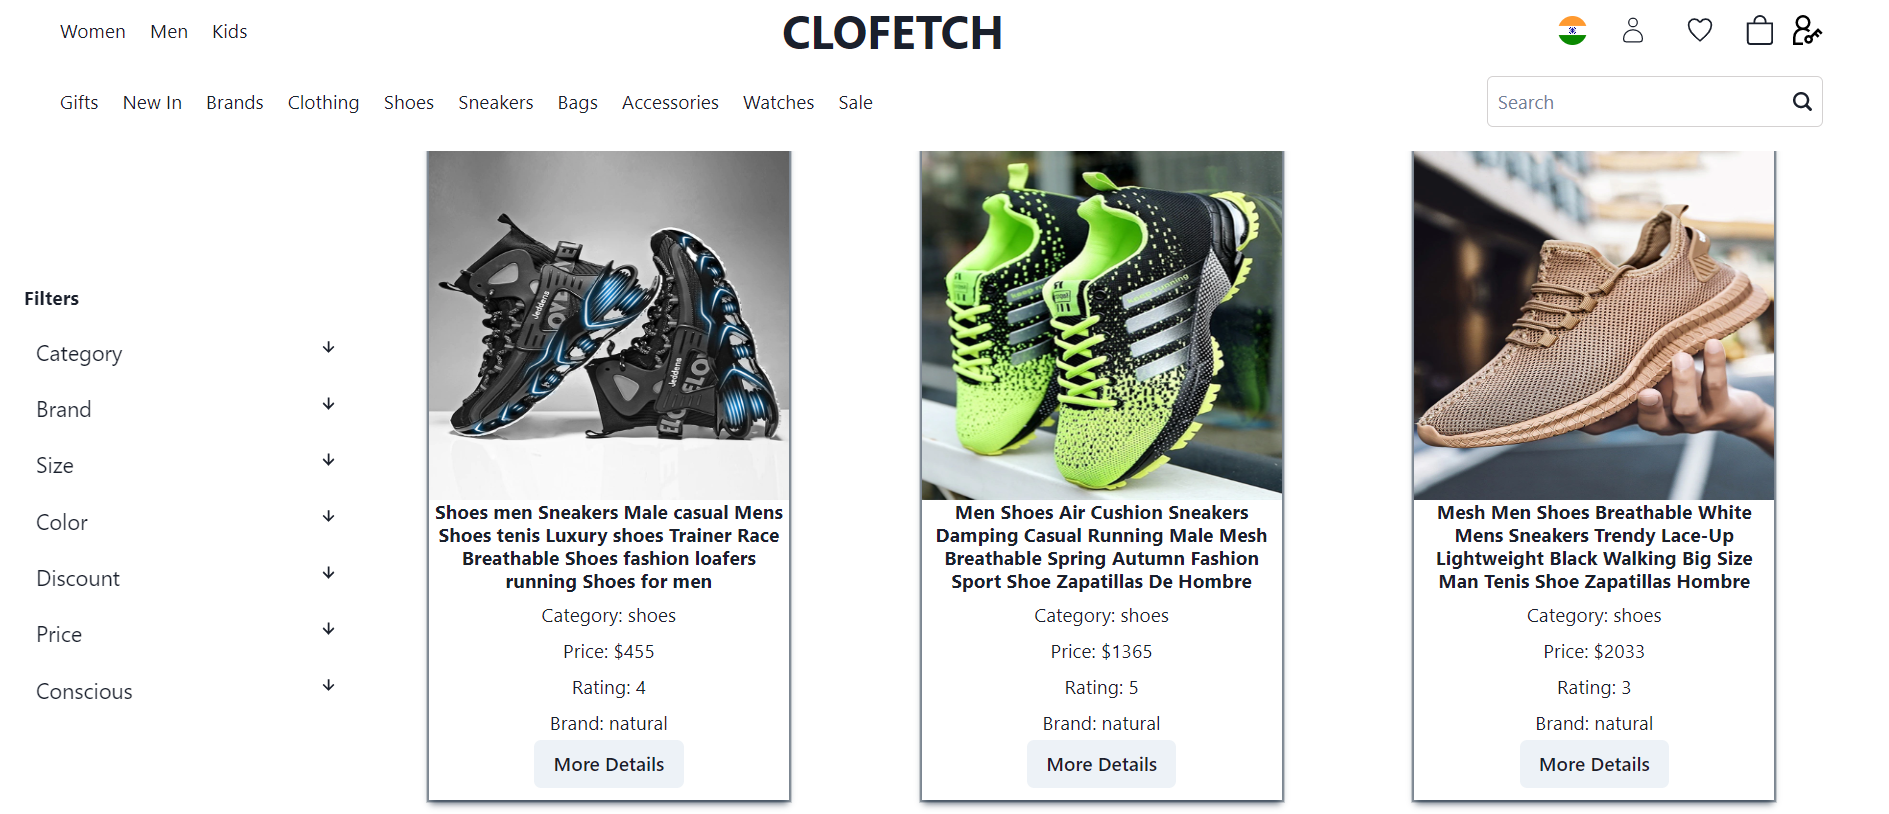 Women Men Kids
CLOFETCH
Gifts New In Brands Clothing Shoes Sneakers Bags Accessories Watches Sale
Search
Filters
Category
Brand
Size
Color
Discount
Price
Conscious
Jeddens
Jeddens
Shoes men Sneakers Male casual Mens
Shoes tenis Luxury shoes Trainer Race
Breathable Shoes fashion loafers
running Shoes for men
Category: shoes
Price: $455
Rating: 4
Brand: natural
More Details
running
Men Shoes Air Cushion Sneakers
Damping Casual Running Male Mesh
Breathable Spring Autumn Fashion
Sport Shoe Zapatillas De Hombre
Category: shoes
Price: $1365
Rating: 5
Brand: natural
More Details
Mesh Men Shoes Breathable White
Mens Sneakers Trendy Lace-Up
Lightweight Black Walking Big Size
Man Tenis Shoe Zapatillas Hombre
Category: shoes
Price: $2033
Rating: 3
Brand: natural
More Details